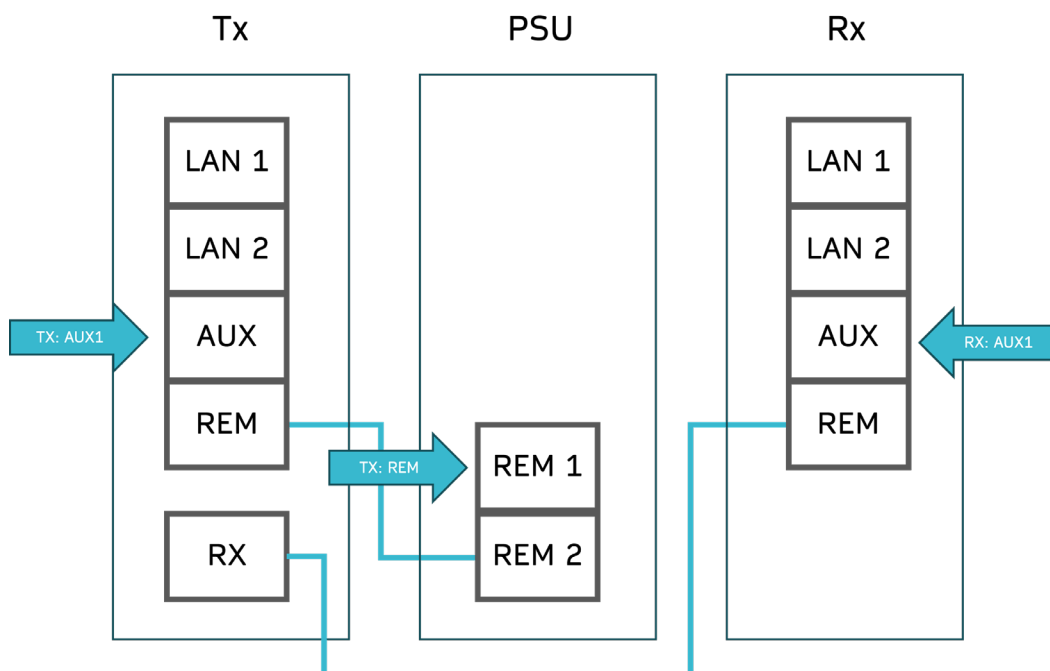 Tx
PSU
Rx
LAN 1
LAN 2
AUX
REM
RX
TX: AUX1
TX: REM
REM 1
REM 2
LAN 1
LAN 2
AUX
REM
RX: AUX1